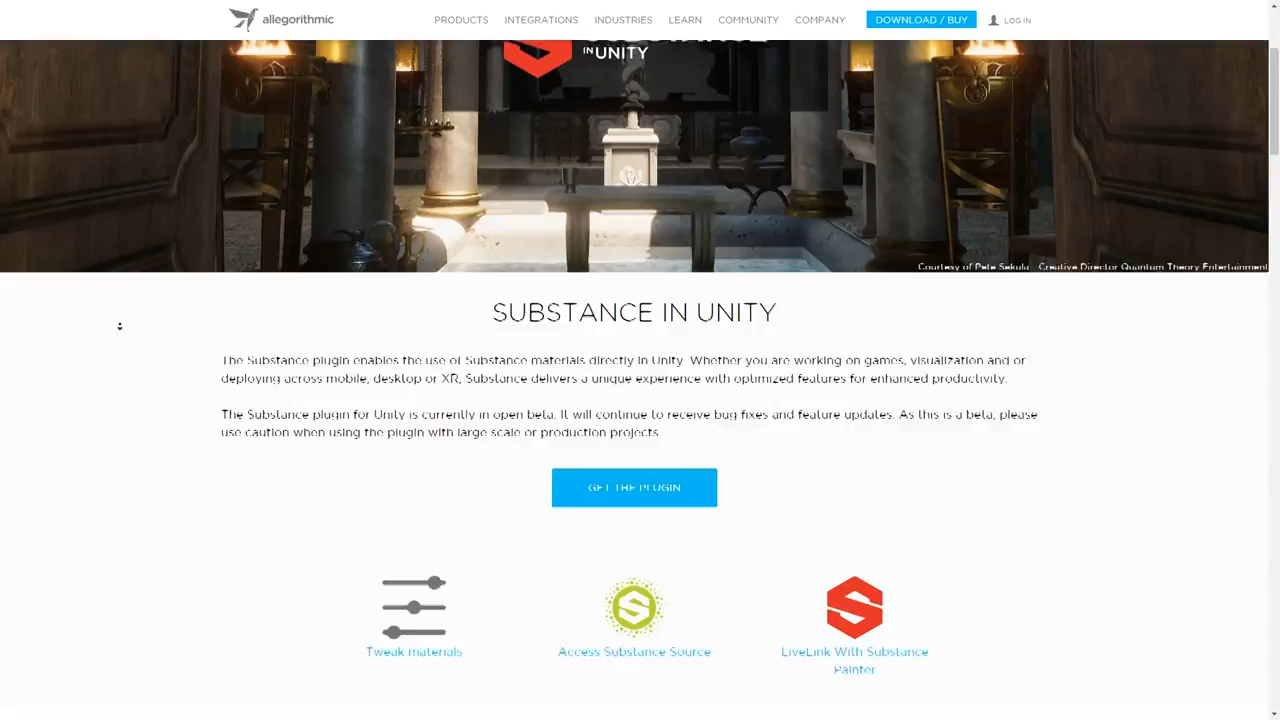 allegorithmic
PRODUCTS INTEGRATIONS INDUSTRIES LEARN COMMUNITY COMPANY DOWNLOAD / BUY LOG IN
IN UNITY
Courtesy of Pete Sekula Creative Director Quantum Theory Entertainment
SUBSTANCE IN UNITY
The Substance plugin enables the use of Substance materials directly in Unity. Whether you are working on games, visualization and or
deploying across mobile, desktop or XR, Substance delivers a unique experience with optimized features for enhanced productivity.
The Substance plugin for Unity is currently in open beta. It will continue to receive bug fixes and feature updates. As this is a beta, please
use caution when using the plugin with large scale or production projects
GET THE PLUGIN
Tweak materials
Access Substance Source
LiveLink With Substance
Painter